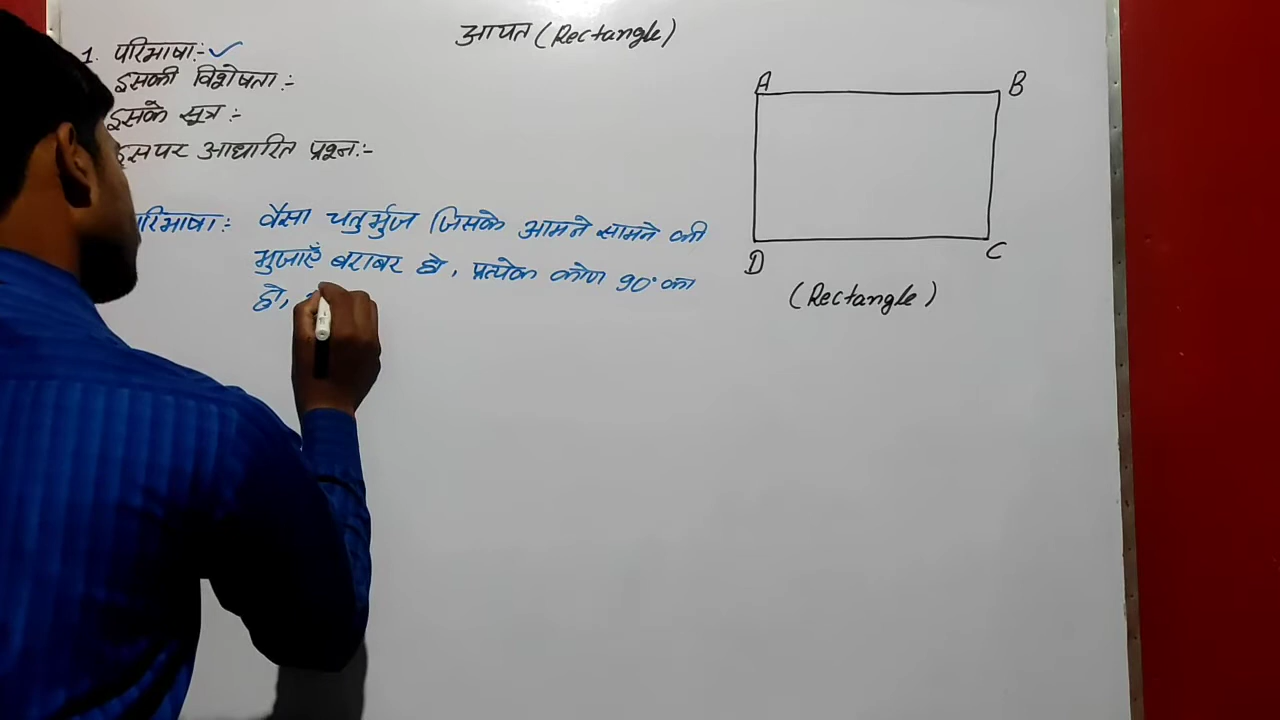 आयत (Rectangle)
1. परिभाषा:- ✓
इसकी विशेषता:-
इसके सूत्र:-
इसपर आधारित प्रश्न:-
परिभाषा: वैसा चतुर्भुज जिसके आमने सामने की
भुजाएँ बराबर हो, प्रत्येक कोण 90° का
हो,
A B
D C
(Rectangle)